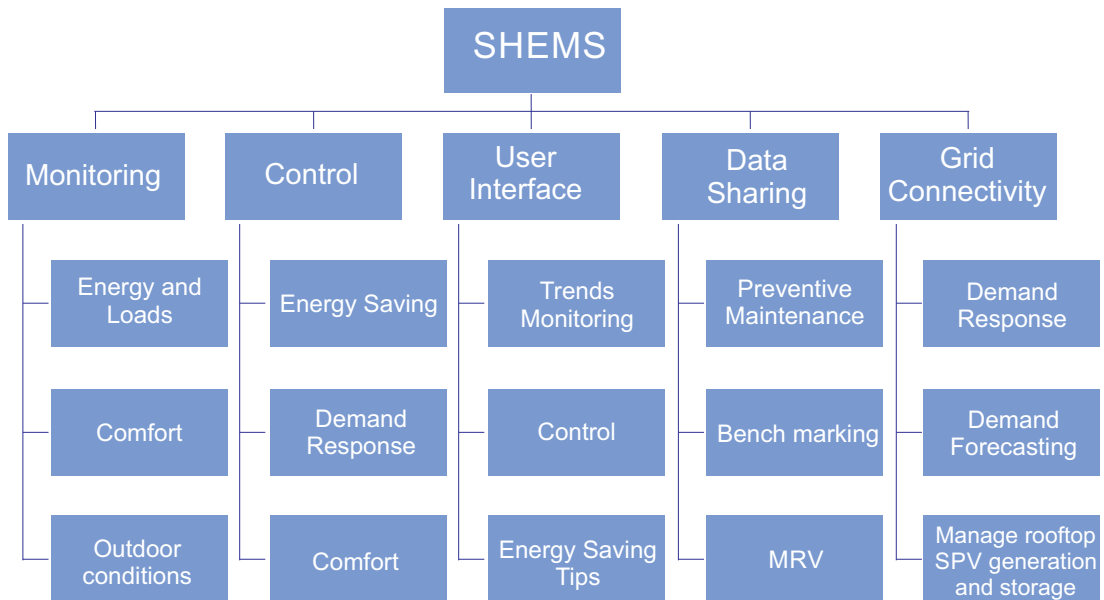 SHEMS
Monitoring
Control
User
Interface
Data
Sharing
Grid
Connectivity
Energy and
Loads
Energy Saving
Trends
Monitoring
Preventive
Maintenance
Demand
Response
Comfort
Demand
Response
Control
Bench marking
Demand
Forecasting
Outdoor
conditions
Comfort
Energy Saving
Tips
MRV
Manage rooftop
SPV generation
and storage